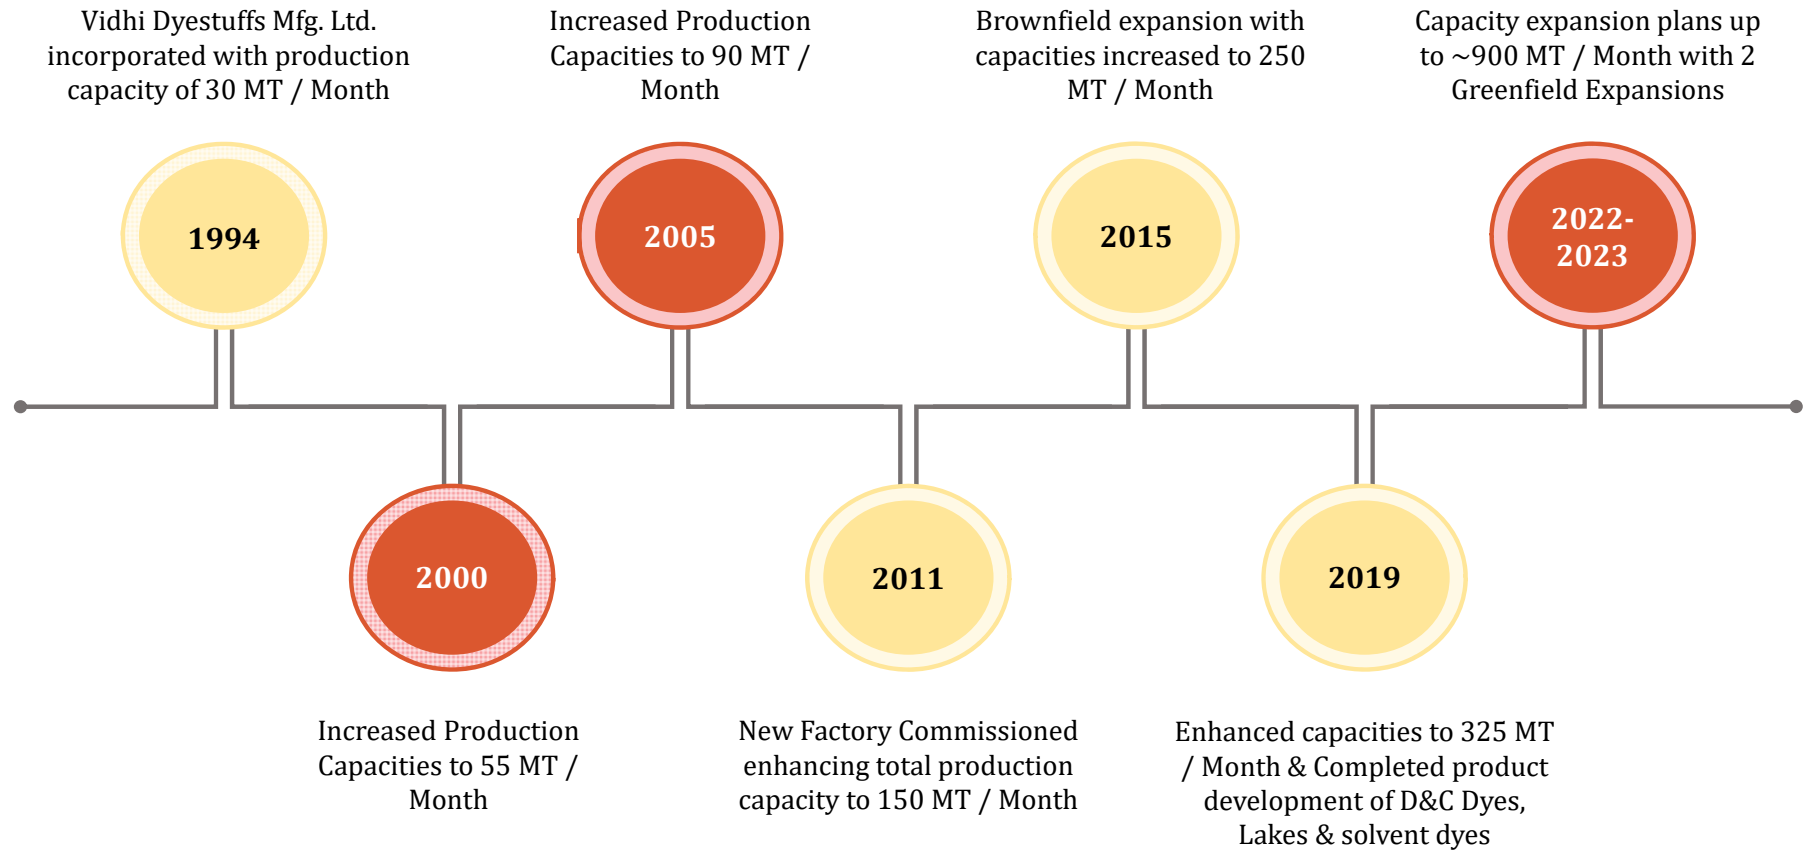 Vidhi Dyestuffs Mfg. Ltd.
incorporated with production
capacity of 30 MT / Month
1994
Increased Production
Capacities to 55 MT /
Month
2000
Increased Production
Capacities to 90 MT /
Month
2005
New Factory Commissioned
enhancing total production
capacity to 150 MT / Month
2011
Brownfield expansion with
capacities increased to 250
MT / Month
2015
Enhanced capacities to 325 MT
/ Month & Completed product
development of D&C Dyes,
Lakes & solvent dyes
2019
Capacity expansion plans up
to ~900 MT / Month with 2
Greenfield Expansions
2022-
2023